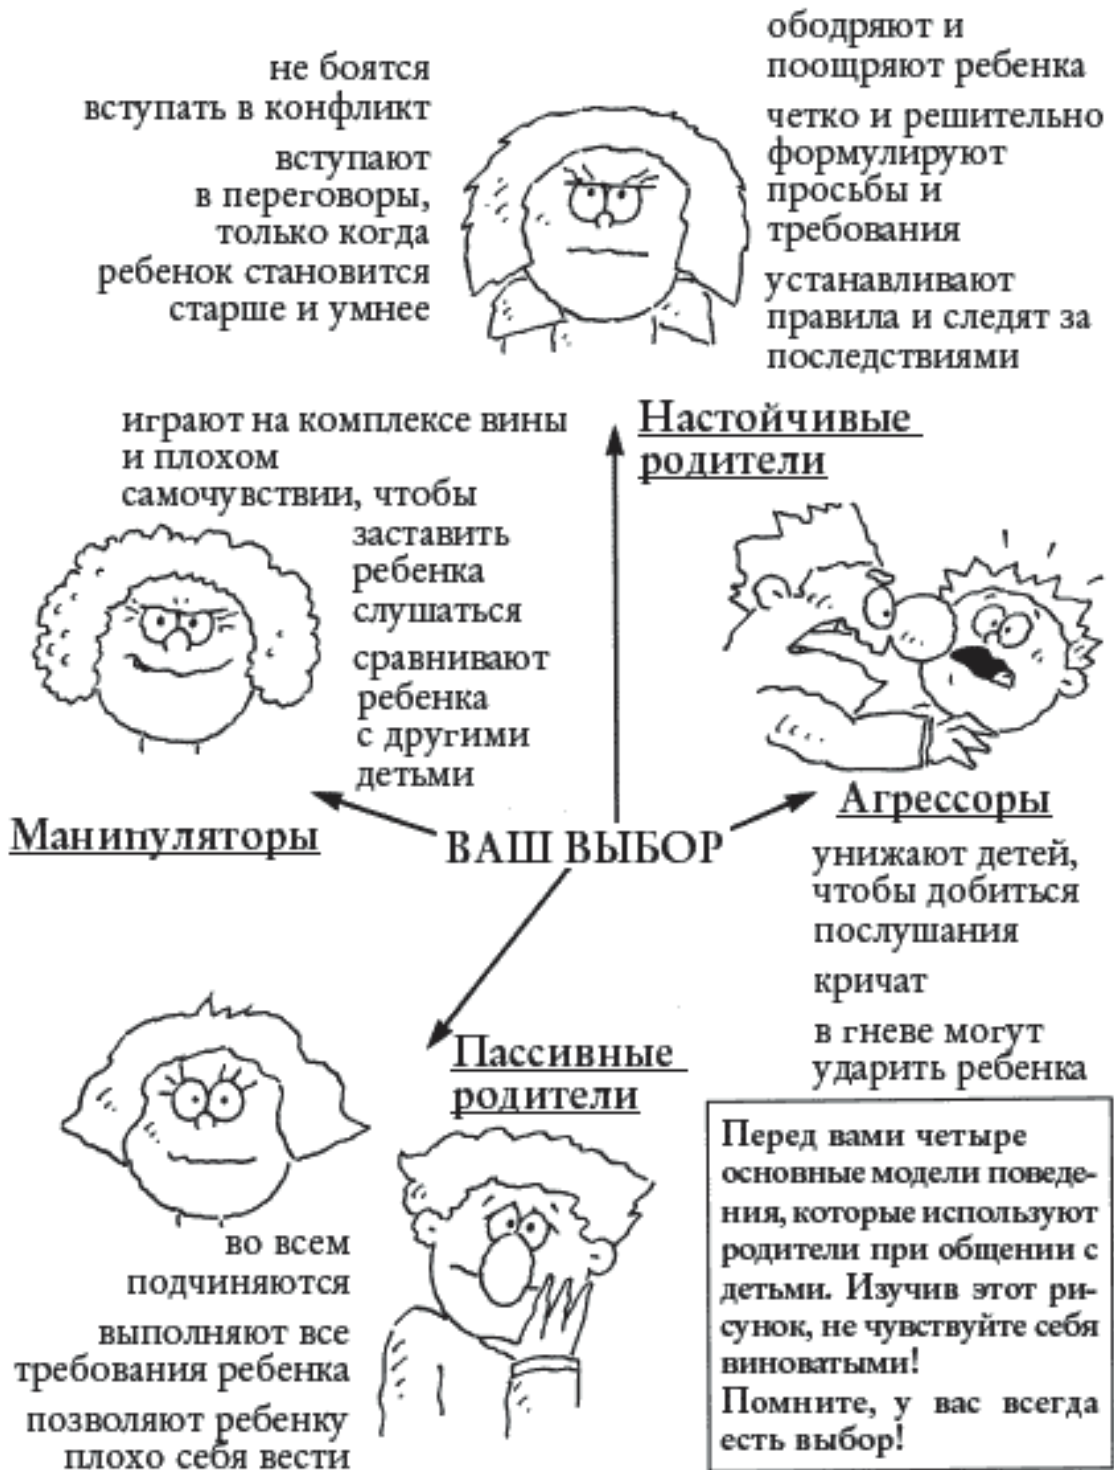 не боятся
вступать в конфликт
вступают
в переговоры,
только когда
ребенок становится
старше и умнее
ободряют и
поощряют ребенка
четко и решительно
формулируют
просьбы и
требования
устанавливают
правила и следят за
последствиями
Настойчивые
родители
играют на комплексе вины
и плохом
самочувствии, чтобы
заставить
ребенка
слушаться
сравнивают
ребенка
с другими
детьми
Манипуляторы
ВАШ ВЫБОР
Агрессоры
унижают детей,
чтобы добиться
послушания
кричат
в гневе могут
ударить ребенка
Пассивные
родители
во всем
подчиняются
выполняют все
требования ребенка
позволяют ребенку
плохо себя вести
Перед вами четыре
основные модели поведе-
ния, которые используют
родители при общении с
детьми. Изучив этот ри-
сунок, не чувствуйте себя
виноватыми!
Помните, у вас всегда
есть выбор!